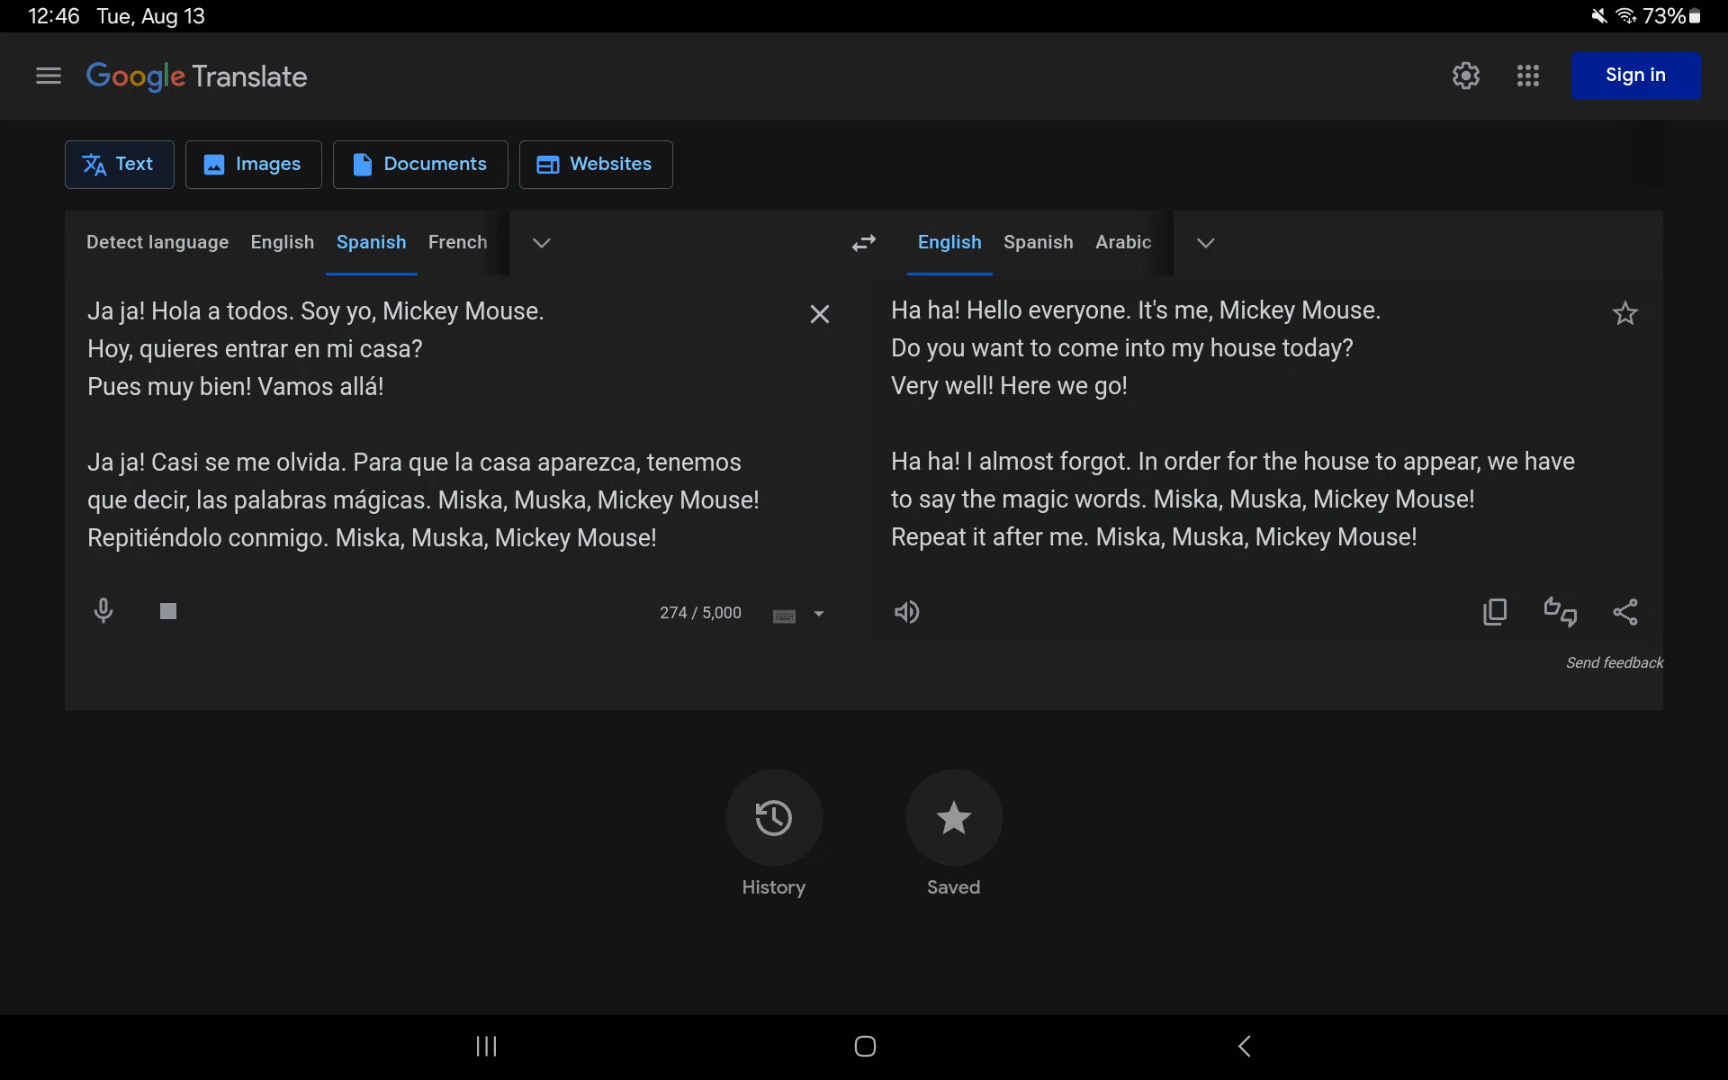 12:46 Tue, Aug 13
73%
Google Translate
Sign in
Text
Images
Documents
Websites
Detect language English Spanish French
English Spanish Arabic
Ja ja! Hola a todos. Soy yo, Mickey Mouse.
Hoy, quieres entrar en mi casa?
Pues muy bien! Vamos allá!
Ja ja! Casi se me olvida. Para que la casa aparezca, tenemos
que decir, las palabras mágicas. Miska, Muska, Mickey Mouse!
Repitiéndolo conmigo. Miska, Muska, Mickey Mouse!
274 / 5,000
Ha ha! Hello everyone. It's me, Mickey Mouse.
Do you want to come into my house today?
Very well! Here we go!
Ha ha! I almost forgot. In order for the house to appear, we have
to say the magic words. Miska, Muska, Mickey Mouse!
Repeat it after me. Miska, Muska, Mickey Mouse!
Send feedback
History
Saved